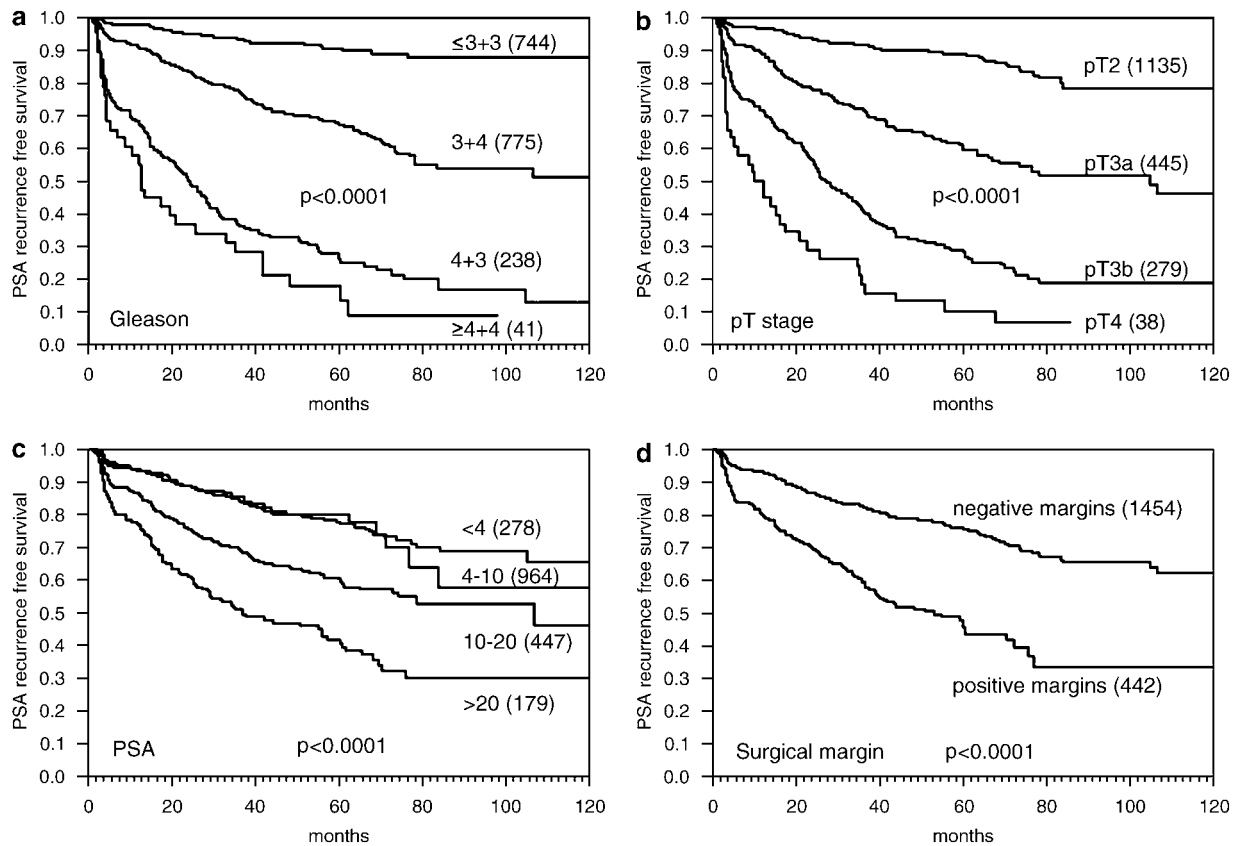 a
PSA recurrence free survival
1.0
0.9
0.8
0.7
0.6
0.5
0.4
0.3
0.2
0.1
0.0
≤3+3 (744)
3+4 (775)
p<0.0001
4+3 (238)
≥4+4 (41)
Gleason
0 20 40 60 80 100 120
months
b
PSA recurrence free survival
1.0
0.9
0.8
0.7
0.6
0.5
0.4
0.3
0.2
0.1
0.0
pT2 (1135)
pT3a (445)
p<0.0001
pT3b (279)
pT4 (38)
pT stage
0 20 40 60 80 100 120
months
c
PSA recurrence free survival
1.0
0.9
0.8
0.7
0.6
0.5
0.4
0.3
0.2
0.1
0.0
<4 (278)
4-10 (964)
10-20 (447)
>20 (179)
PSA
p<0.0001
0 20 40 60 80 100 120
months
d
PSA recurrence free survival
1.0
0.9
0.8
0.7
0.6
0.5
0.4
0.3
0.2
0.1
0.0
negative margins (1454)
positive margins (442)
Surgical margin
p<0.0001
0 20 40 60 80 100 120
months